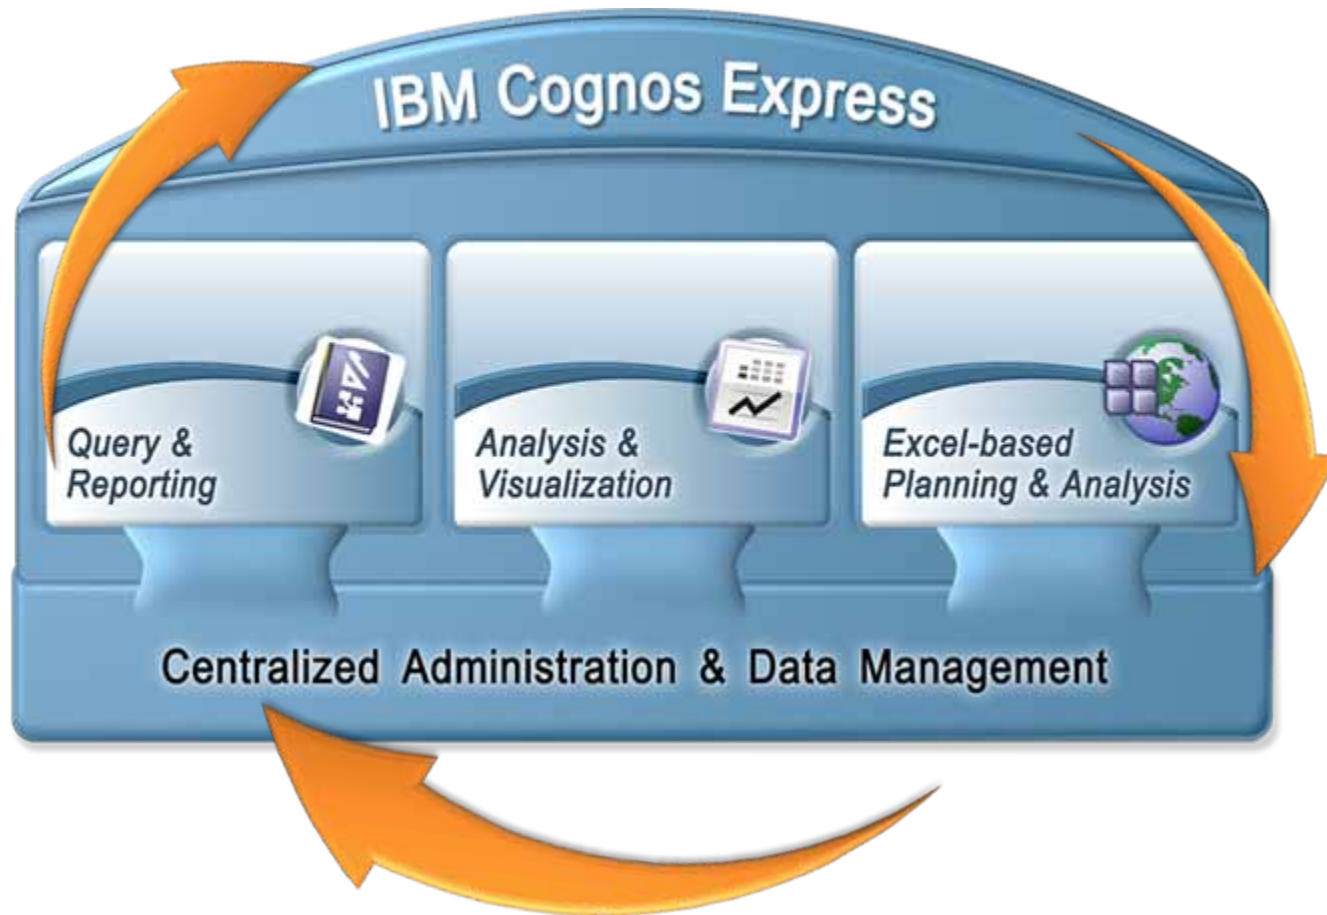 IBM Cognos Express
Query &
Reporting
Analysis &
Visualization
Excel-based
Planning & Analysis
Centralized Administration & Data Management